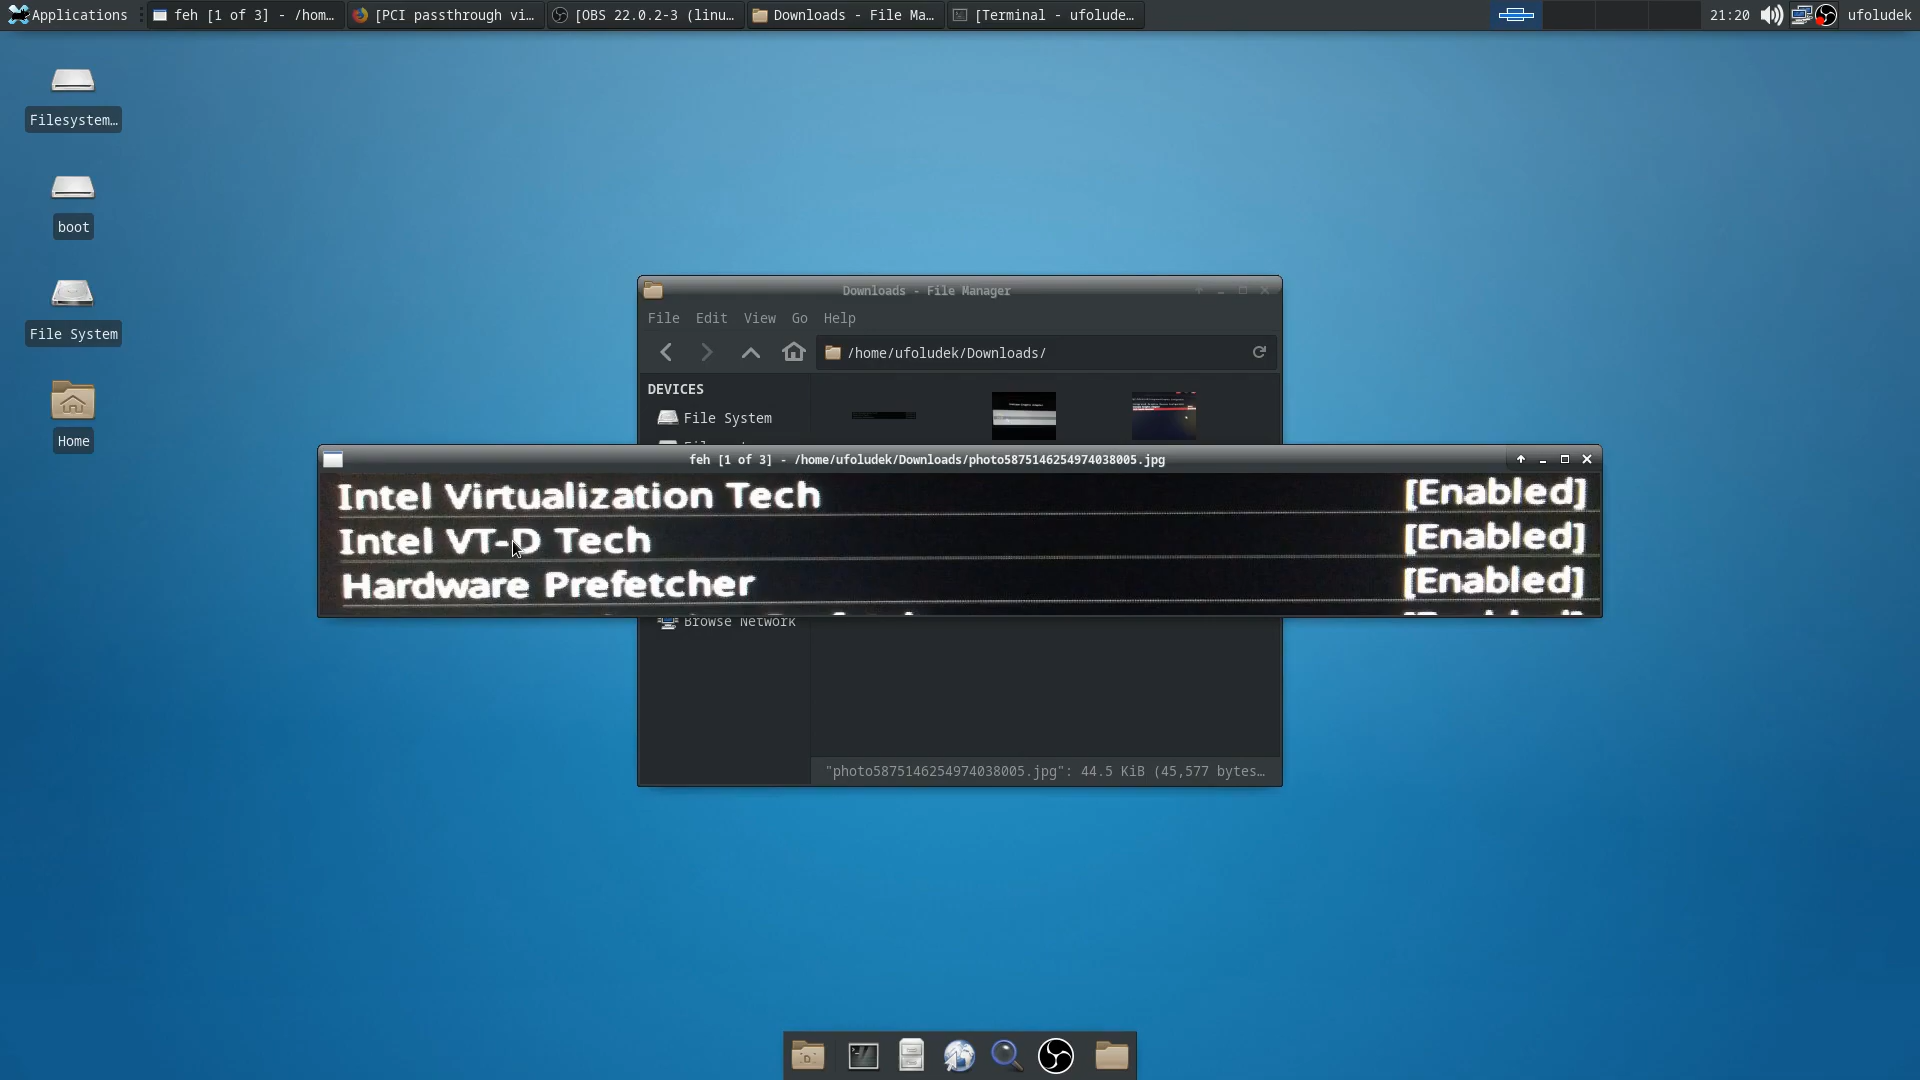 Applications
feh [1 of 3] - /hom…
[PCI passthrough vi…
[OBS 22.0.2-3 (linu…
Downloads - File Ma…
[Terminal - ufolude…
21:20
ufoludek
Filesystem…
boot
File System
Home
Downloads - File Manager
File Edit View Go Help
/home/ufoludek/Downloads/
DEVICES
File System
feh [1 of 3] - /home/ufoludek/Downloads/photo5875146254974038005.jpg
Intel Virtualization Tech [Enabled]
Intel VT-D Tech [Enabled]
Hardware Prefetcher [Enabled]
Browse Network
"photo5875146254974038005.jpg": 44.5 KiB (45,577 bytes…